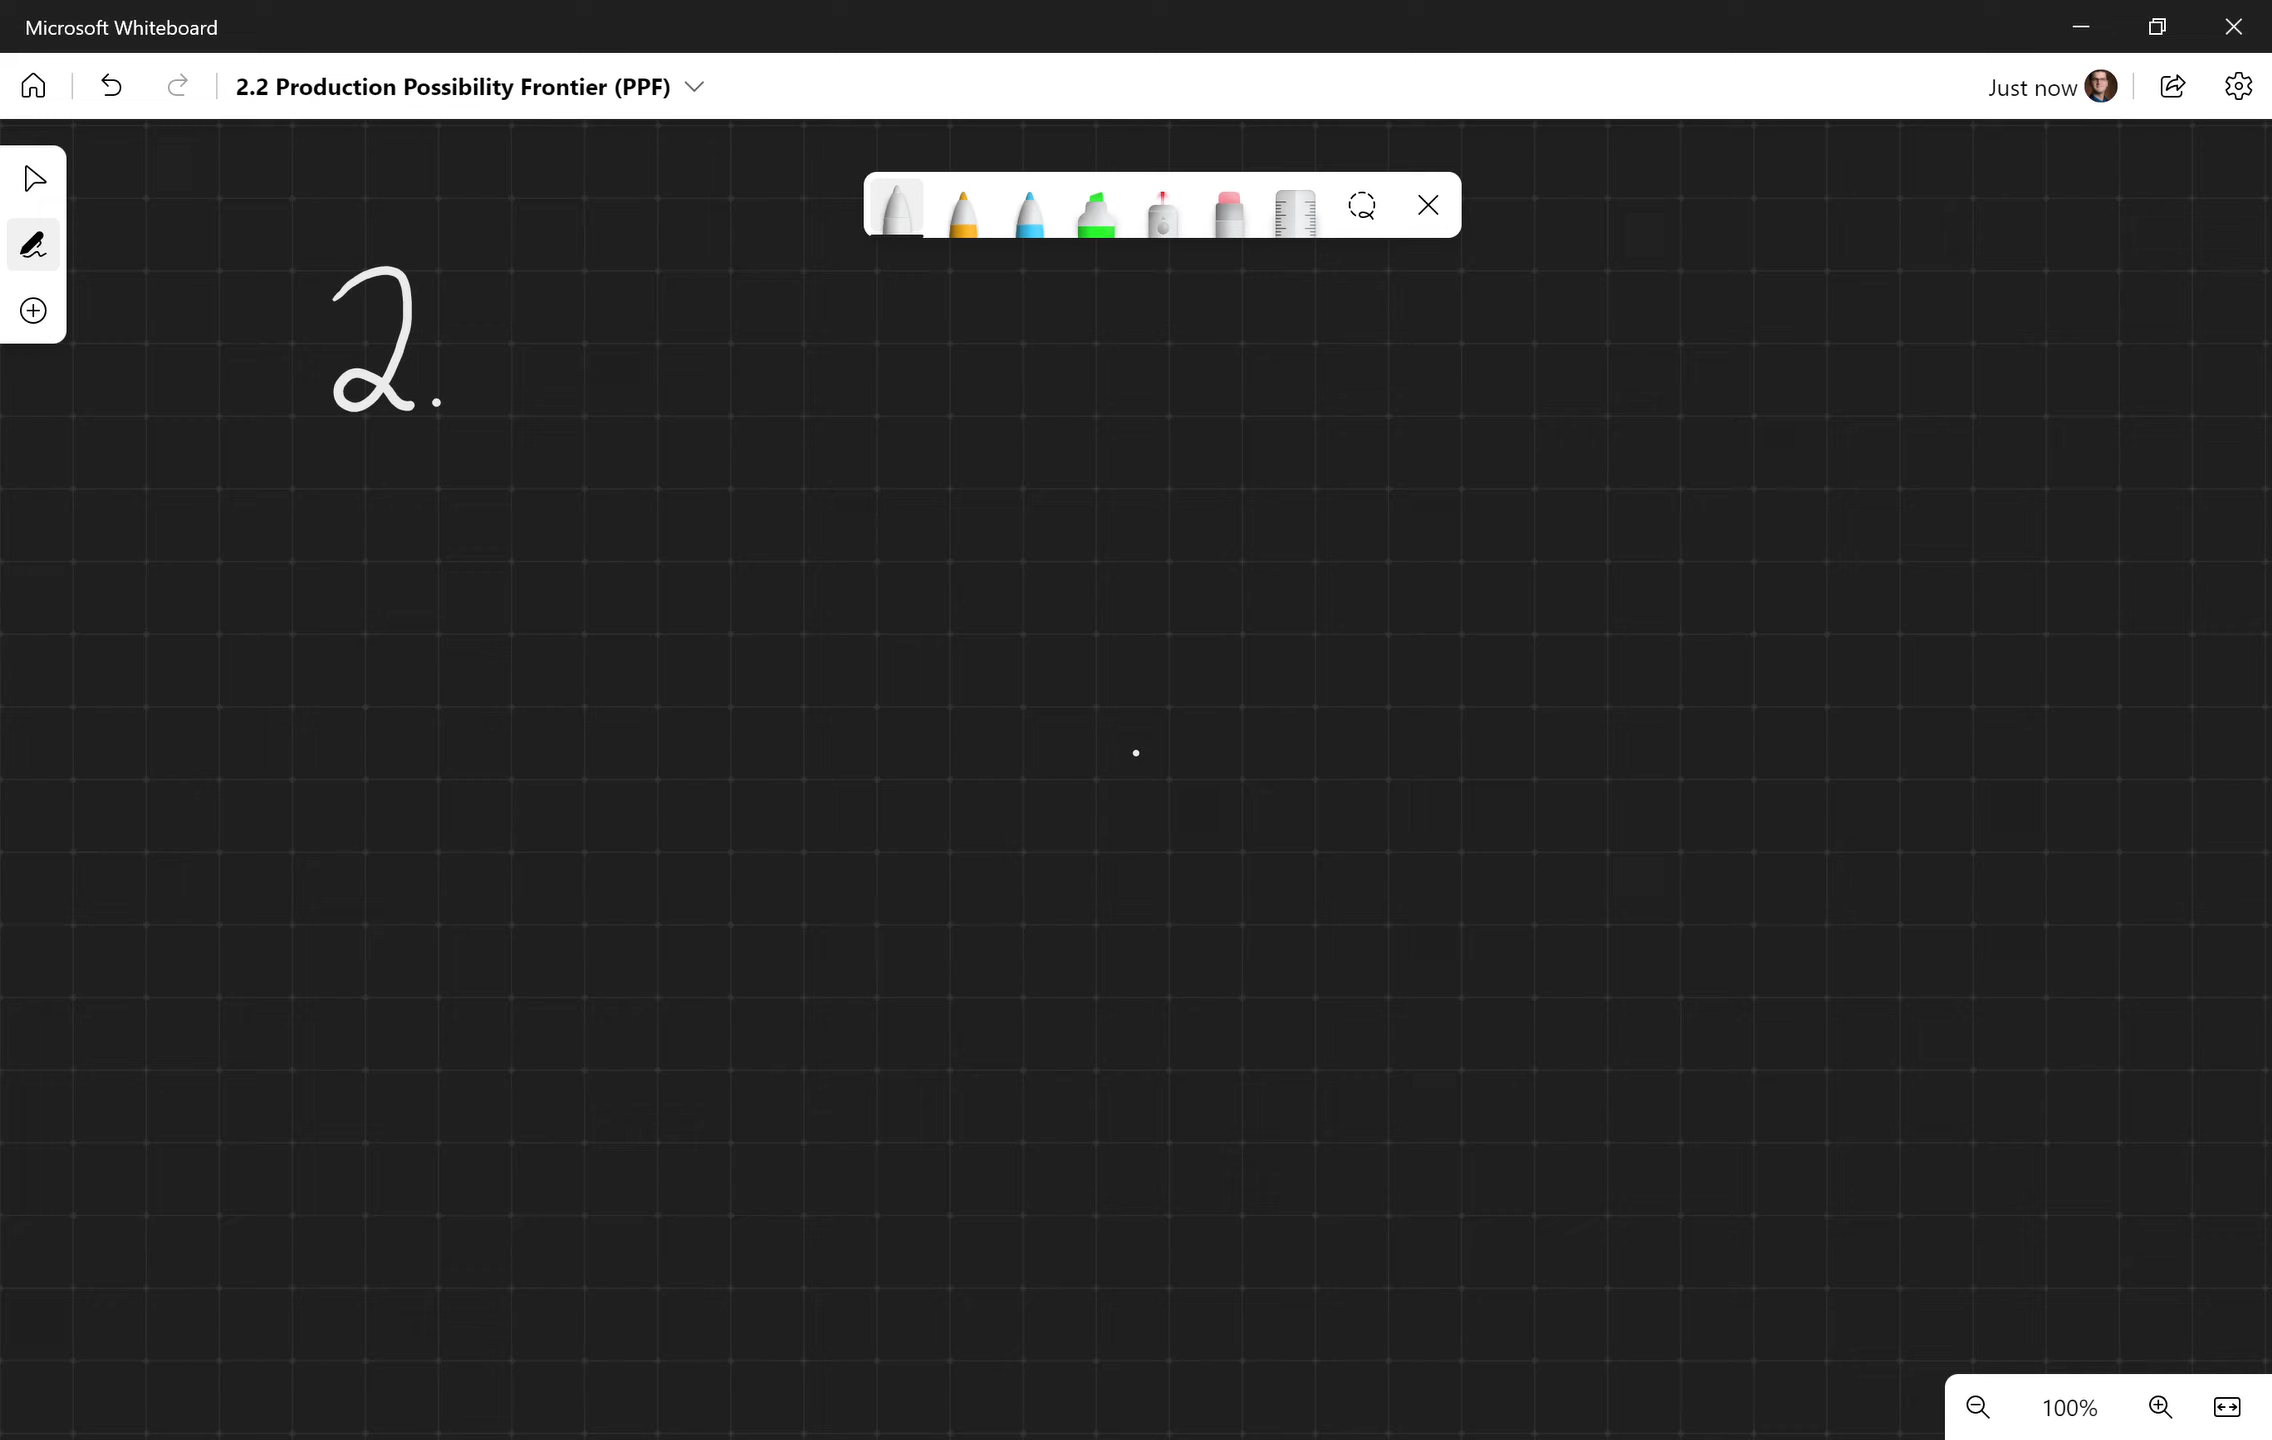 Microsoft Whiteboard
2.2 Production Possibility Frontier (PPF)
Just now
2.
100%